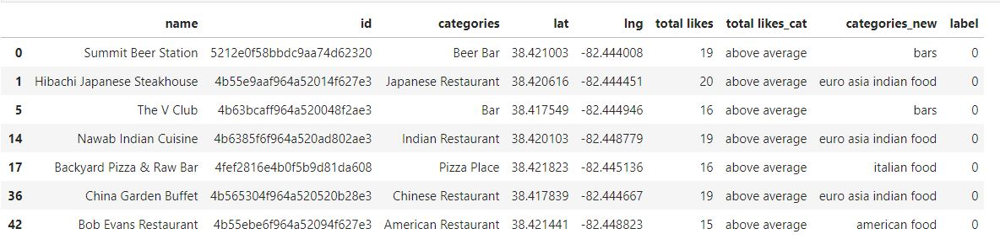 name id categories lat lng total likes total likes_cat categories_new label
0 Summit Beer Station 5212e0f58bbdc9aa74d62320 Beer Bar 38.421003 -82.444008 19 above average bars 0
1 Hibachi Japanese Steakhouse 4b55e9aaf964a52014f627e3 Japanese Restaurant 38.420616 -82.444451 20 above average euro asia indian food 0
5 The V Club 4b63bcaff964a520048f2ae3 Bar 38.417549 -82.444946 16 above average bars 0
14 Nawab Indian Cuisine 4b6385f6f964a520ad802ae3 Indian Restaurant 38.420103 -82.448779 19 above average euro asia indian food 0
17 Backyard Pizza & Raw Bar 4fef2816e4b0f5b9d81da608 Pizza Place 38.421823 -82.445136 16 above average italian food 0
36 China Garden Buffet 4b565304f964a520520b28e3 Chinese Restaurant 38.417839 -82.444667 19 above average euro asia indian food 0
42 Bob Evans Restaurant 4b55ebe6f964a52094f627e3 American Restaurant 38.421441 -82.448823 15 above average american food 0